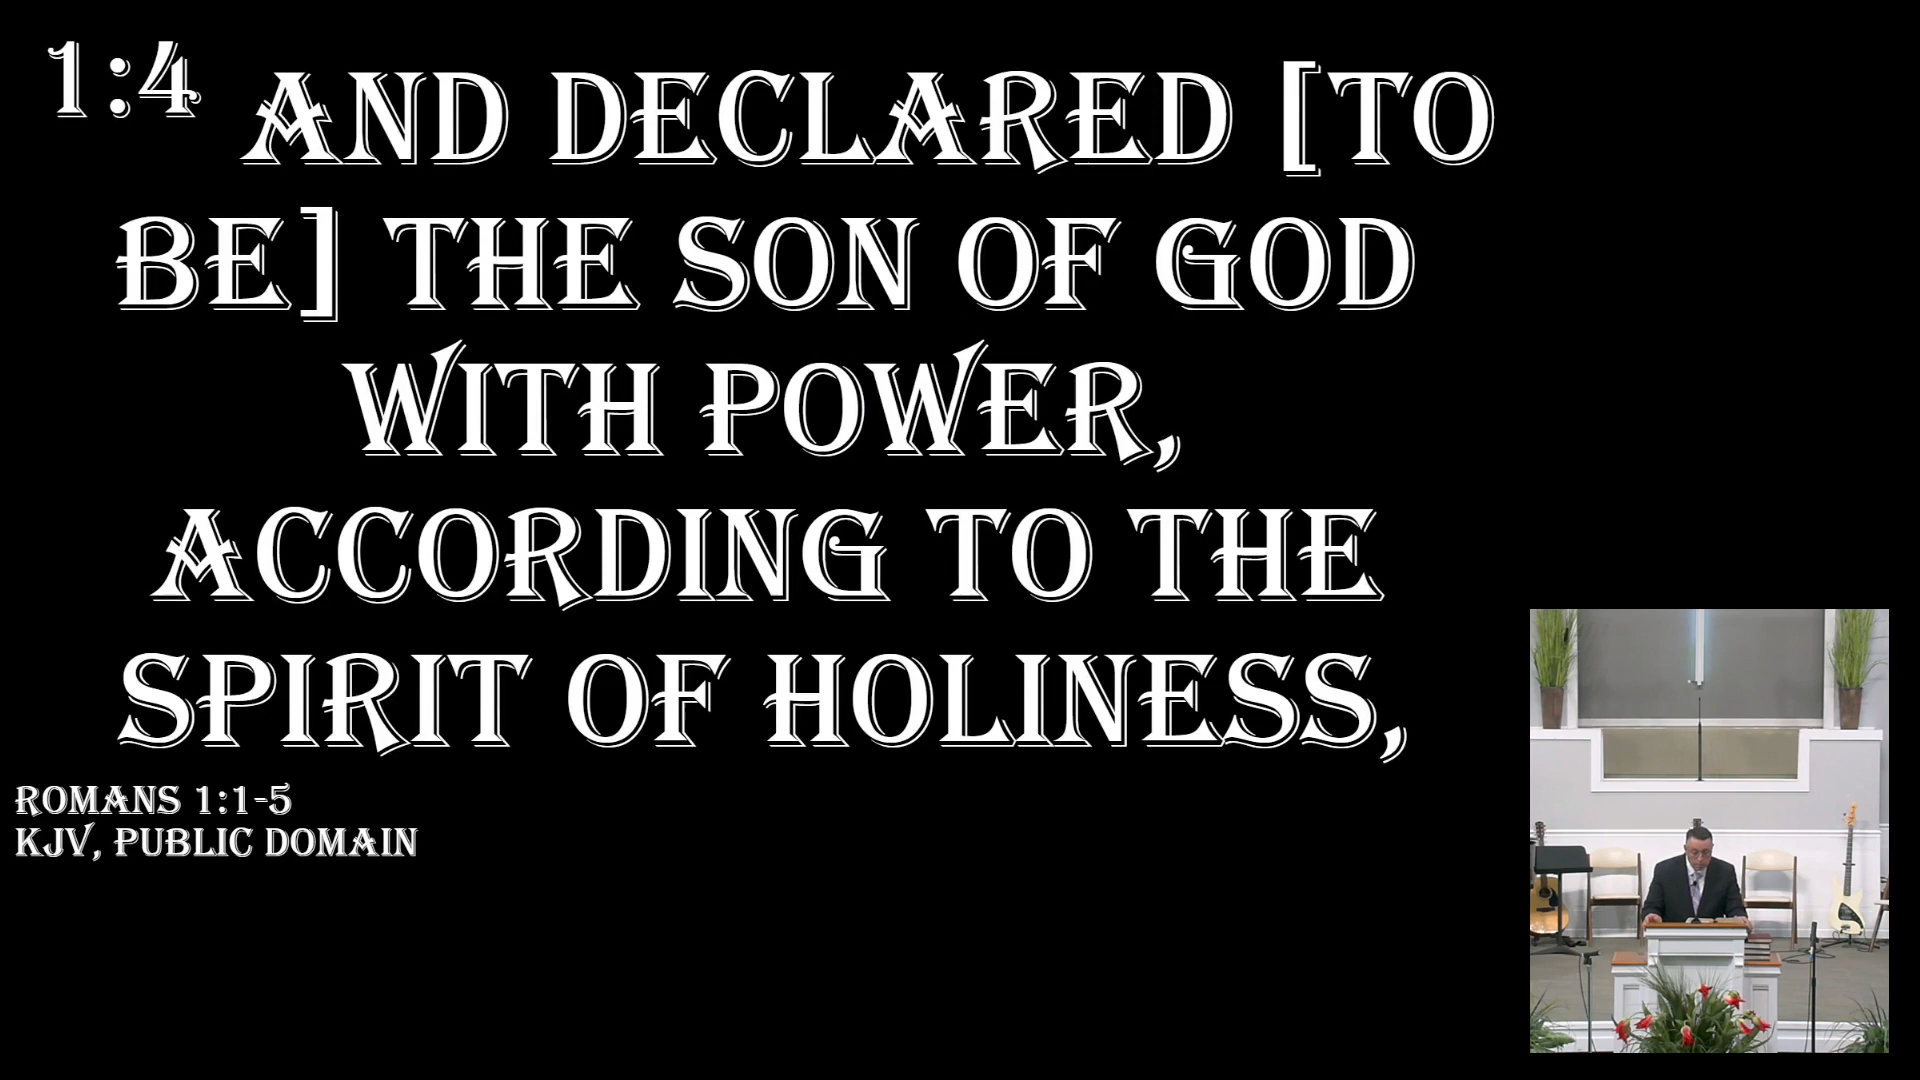 1:4 AND DECLARED [TO
BE] THE SON OF GOD
WITH POWER,
ACCORDING TO THE
SPIRIT OF HOLINESS,
ROMANS 1:1-5
KJV, PUBLIC DOMAIN